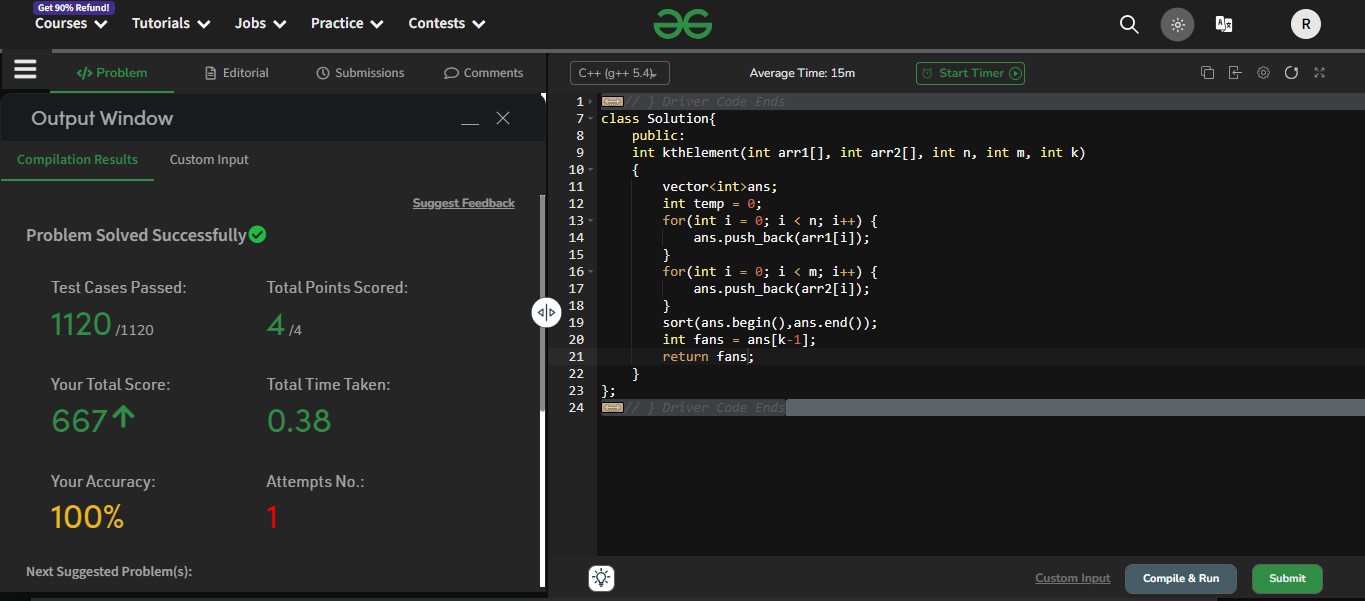 Get 90% Refund!
Courses
Tutorials
Jobs
Practice
Contests
R
</> Problem
Editorial
Submissions
Comments
C++ (g++ 5.4)
Average Time: 15m
Start Timer
Output Window
Compilation Results
Custom Input
Suggest Feedback
Problem Solved Successfully
Test Cases Passed:
1120 /1120
Total Points Scored:
4 /4
Your Total Score:
667
Total Time Taken:
0.38
Your Accuracy:
100%
Attempts No.:
1
Next Suggested Problem(s):
1 // } Driver Code Ends
7 class Solution{
8 public:
9 int kthElement(int arr1[], int arr2[], int n, int m, int k)
10 {
11 vector<int>ans;
12 int temp = 0;
13 for(int i = 0; i < n; i++) {
14 ans.push_back(arr1[i]);
15 }
16 for(int i = 0; i < m; i++) {
17 ans.push_back(arr2[i]);
18 }
19 sort(ans.begin(),ans.end());
20 int fans = ans[k-1];
21 return fans;
22 }
23 };
24 // } Driver Code Ends
Custom Input
Compile & Run
Submit